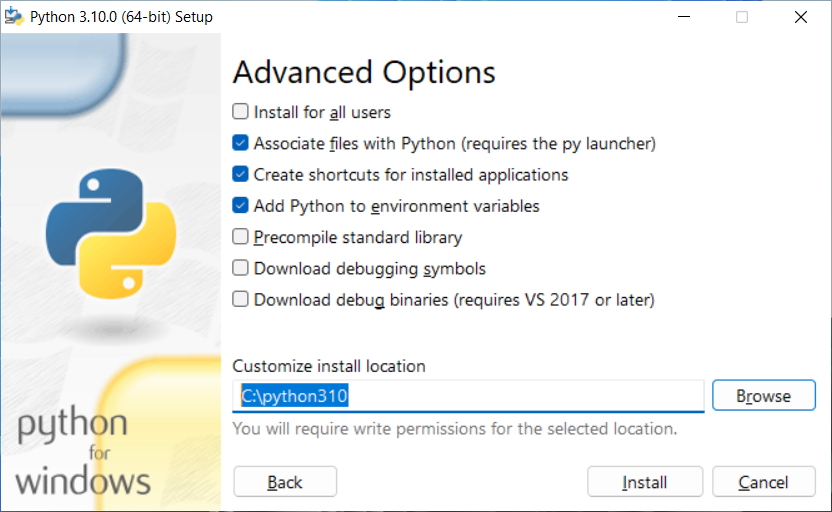 Python 3.10.0 (64-bit) Setup
Advanced Options
Install for all users
Associate files with Python (requires the py launcher)
Create shortcuts for installed applications
Add Python to environment variables
Precompile standard library
Download debugging symbols
Download debug binaries (requires VS 2017 or later)
Customize install location
C:\python310
Browse
You will require write permissions for the selected location.
python
for
windows
Back
Install
Cancel